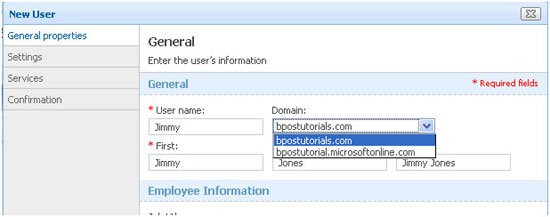 New User
General properties
Settings
Services
Confirmation
General
Enter the user's information
General * Required fields
* User name: Domain:
Jimmy bpostutorials.com
bpostutorials.com
bpostutorial.microsoftonline.com
* First:
Jimmy Jones Jimmy Jones
Employee Information